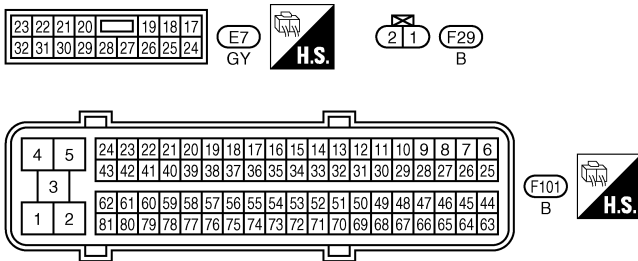 23 22 21 20 19 18 17
32 31 30 29 28 27 26 25 24
E7
GY
H.S.
2 1
F29
B
4 5
3
1 2
24 23 22 21 20 19 18 17 16 15 14 13 12 11 10 9 8 7 6
43 42 41 40 39 38 37 36 35 34 33 32 31 30 29 28 27 26 25
62 61 60 59 58 57 56 55 54 53 52 51 50 49 48 47 46 45 44
81 80 79 78 77 76 75 74 73 72 71 70 69 68 67 66 65 64 63
F101
B
H.S.